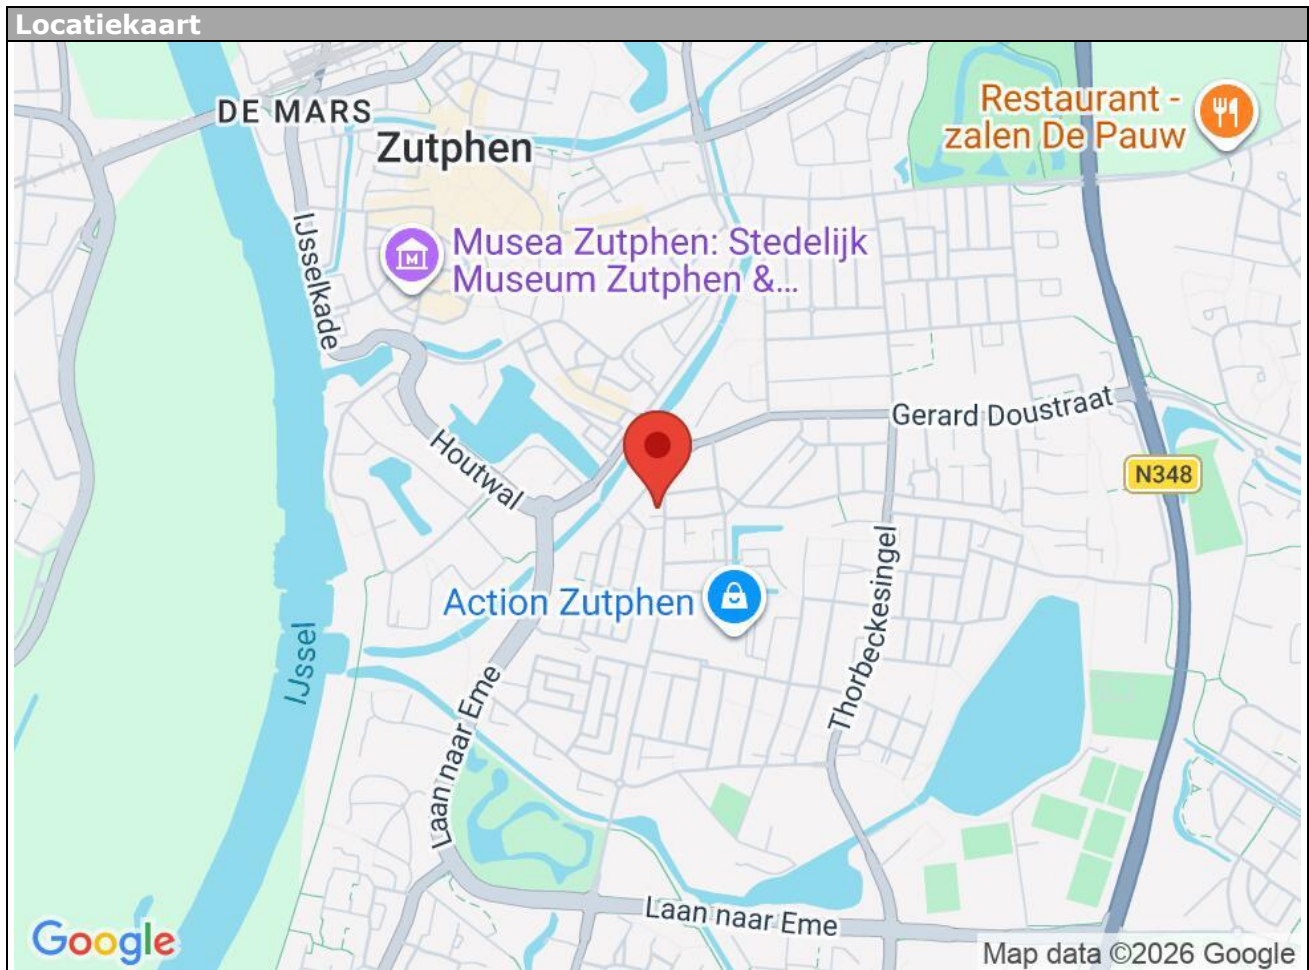 Locatiekaart
DE MARS
Zutphen
Restaurant -
zalen De Pauw
IJsselkade
Musea Zutphen: Stedelijk
Museum Zutphen &...
Gerard Doustraat
Houtwal
N348
Action Zutphen
Thorbeckesingel
IJssel
Laan naar Eme
Laan naar Eme
Google
Map data ©2026 Google